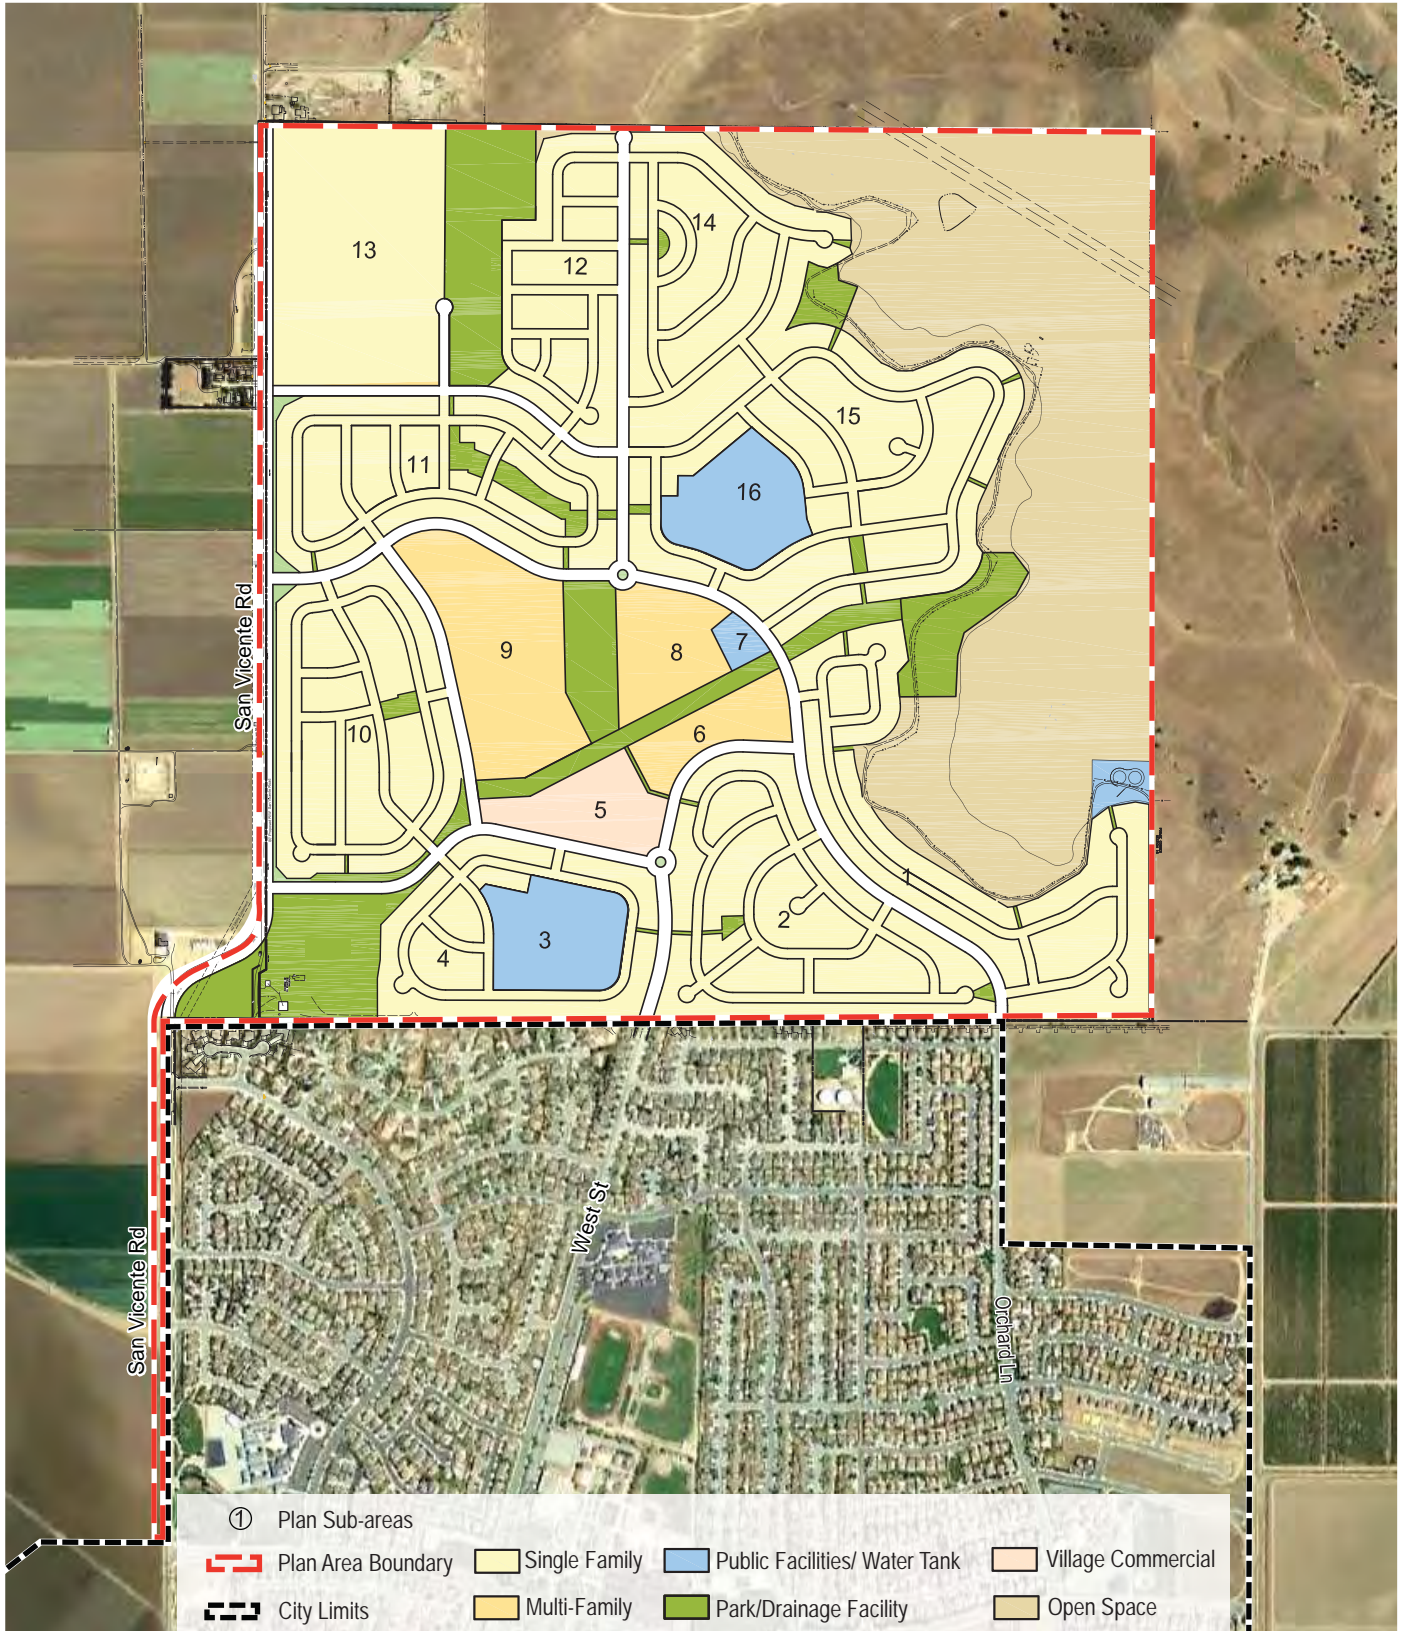 13
14
12
15
11
16
San Vicente Rd
9
8
7
6
10
5
1
2
3
4
San Vicente Rd
West St
Orchard Ln
1 Plan Sub-areas
Plan Area Boundary
Single Family
Public Facilities/ Water Tank
Village Commercial
City Limits
Multi-Family
Park/Drainage Facility
Open Space